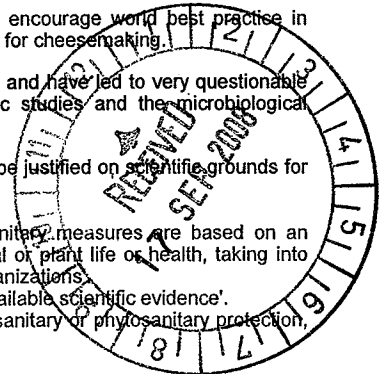 encourage world best practice in
for cheesemaking.
and have led to very questionable
c studies and the microbiological
be justified on scientific grounds for
nitary measures are based on an
al or plant life or health, taking into
anizations,
ailable scientific evidence'.
sanitary or phytosanitary protection,
RECEIVED
17 SEP 2008
1 2 3 4 5 6 7 8 11 12